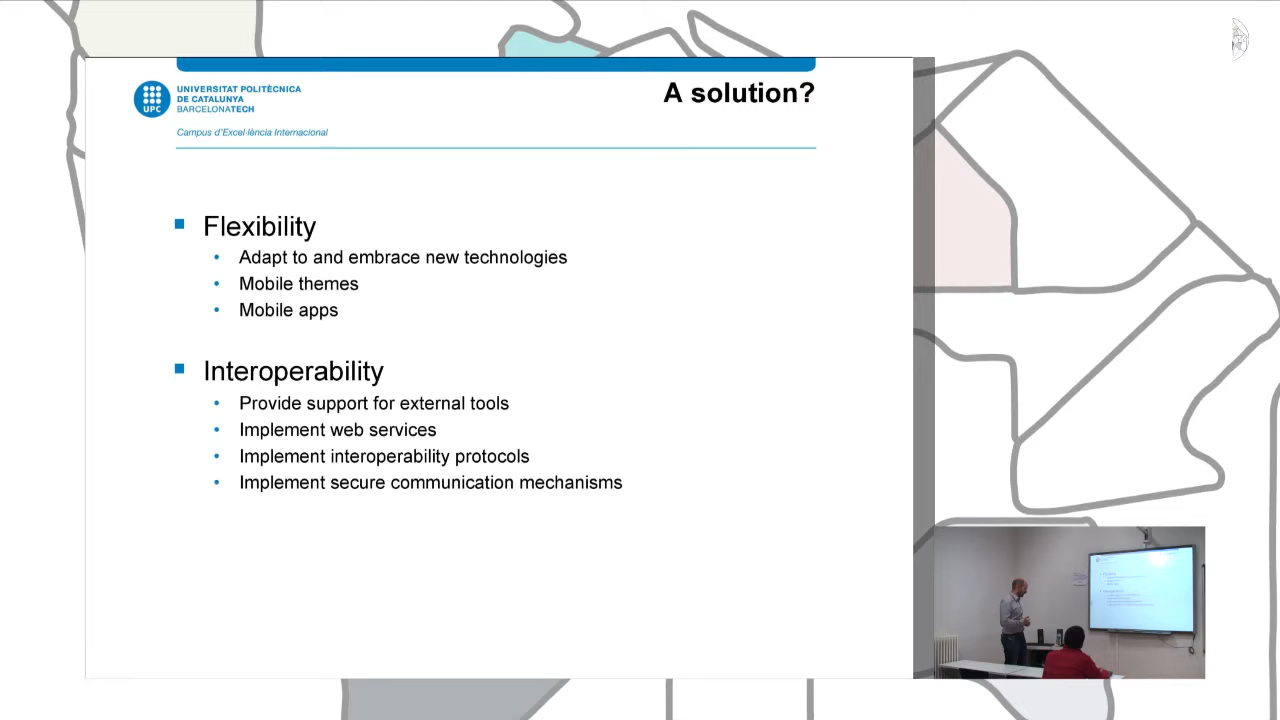 UNIVERSITAT POLITÈCNICA
DE CATALUNYA
BARCELONATECH
UPC
Campus d'Excel·lència Internacional
A solution?
Flexibility
Adapt to and embrace new technologies
Mobile themes
Mobile apps
Interoperability
Provide support for external tools
Implement web services
Implement interoperability protocols
Implement secure communication mechanisms